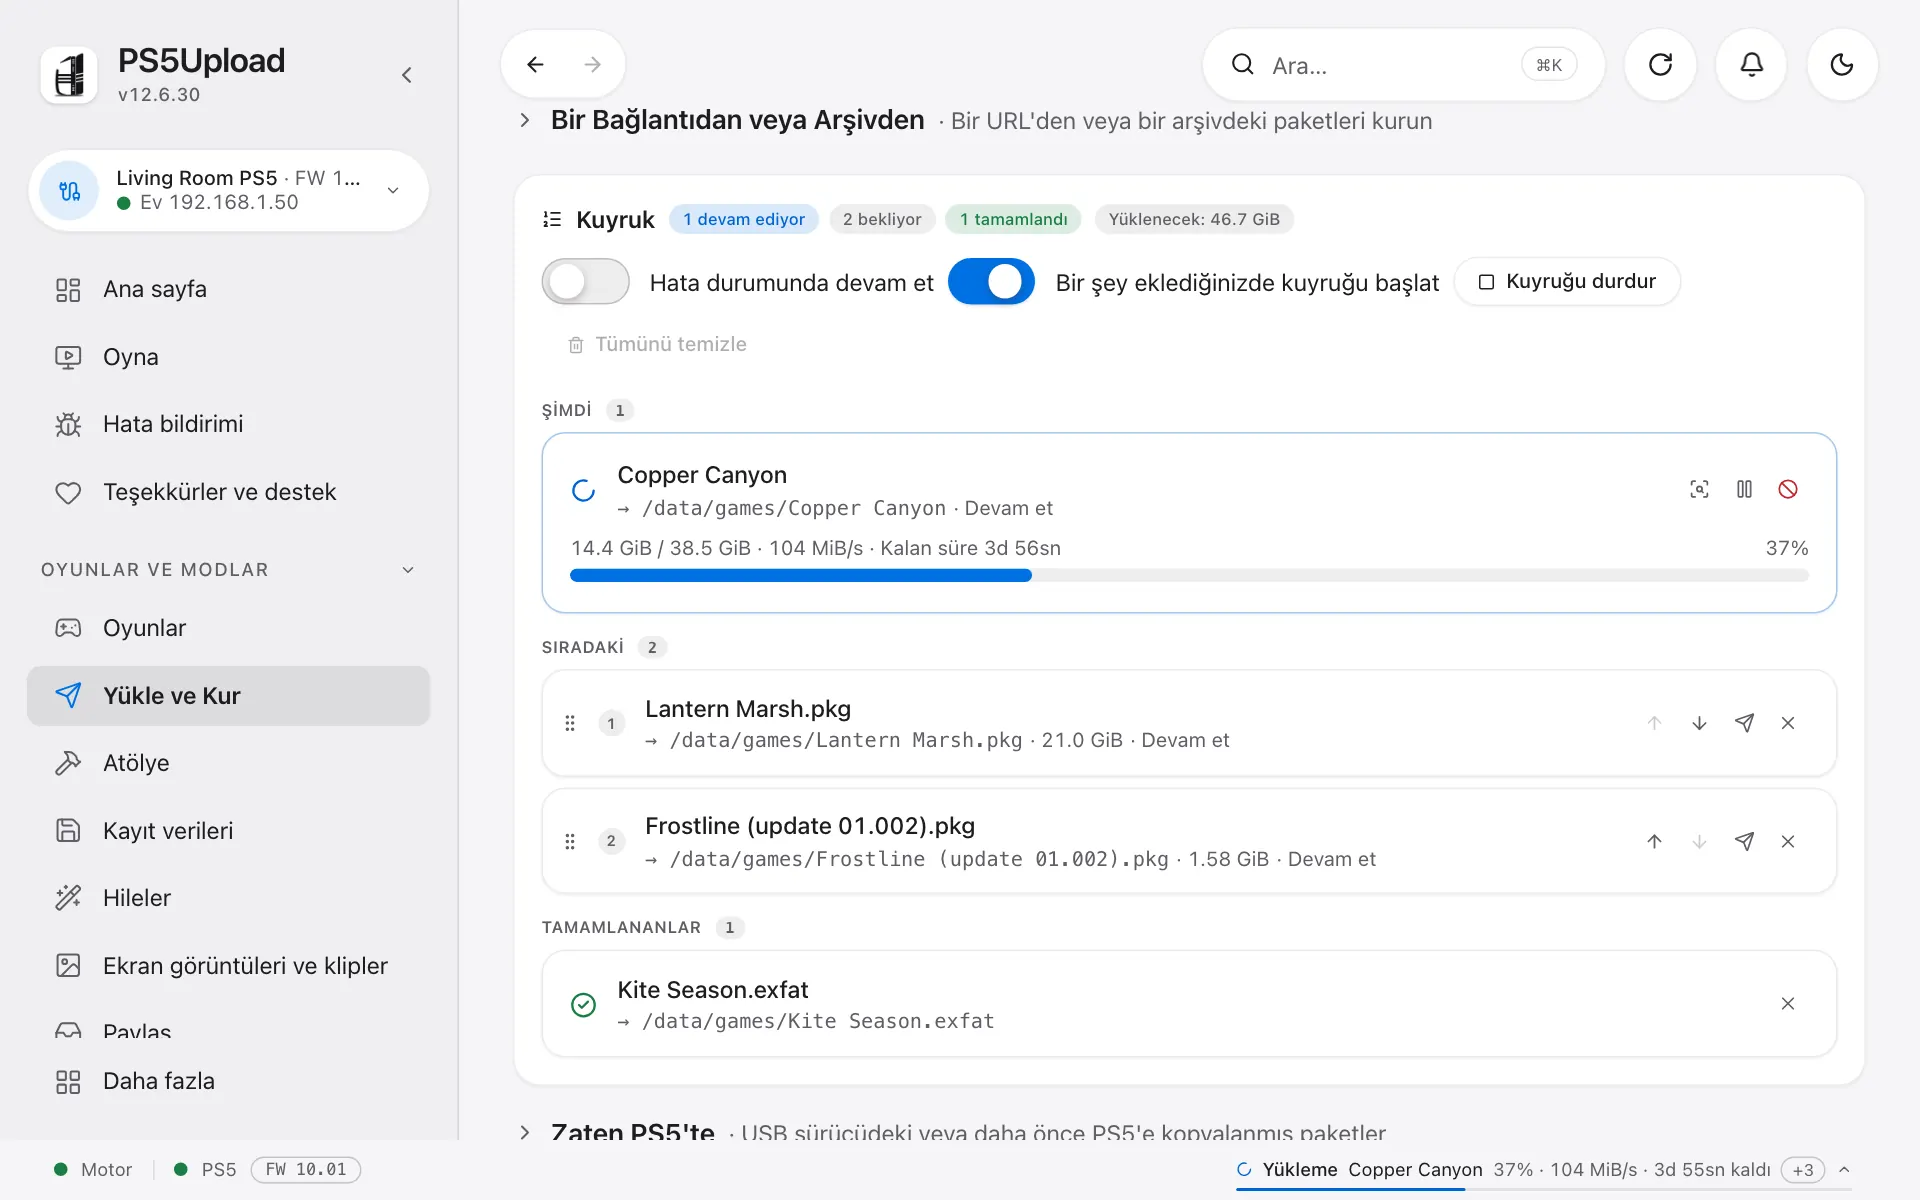 PS5Upload
v12.6.30
Living Room PS5 · FW 1...
Ev 192.168.1.50
Ana sayfa
Oyna
Hata bildirimi
Teşekkürler ve destek
OYUNLAR VE MODLAR
Oyunlar
Yükle ve Kur
Atölye
Kayıt verileri
Hileler
Ekran görüntüleri ve klipler
Paylaş
Daha fazla
Ara...
⌘K
Bir Bağlantıdan veya Arşivden · Bir URL'den veya bir arşivdeki paketleri kurun
Kuyruk 1 devam ediyor 2 bekliyor 1 tamamlandı Yüklenecek: 46.7 GiB
Hata durumunda devam et Bir şey eklediğinizde kuyruğu başlat Kuyruğu durdur
Tümünü temizle
ŞİMDİ 1
Copper Canyon
→ /data/games/Copper Canyon · Devam et
14.4 GiB / 38.5 GiB · 104 MiB/s · Kalan süre 3d 56sn 37%
SIRADAKİ 2
1 Lantern Marsh.pkg
→ /data/games/Lantern Marsh.pkg · 21.0 GiB · Devam et
2 Frostline (update 01.002).pkg
→ /data/games/Frostline (update 01.002).pkg · 1.58 GiB · Devam et
TAMAMLANANLAR 1
Kite Season.exfat
→ /data/games/Kite Season.exfat
Zaten PS5'te · USB sürücüdeki veya daha önce PS5'e kopyalanmış paketler
Motor PS5 FW 10.01
Yükleme Copper Canyon 37% · 104 MiB/s · 3d 55sn kaldı +3